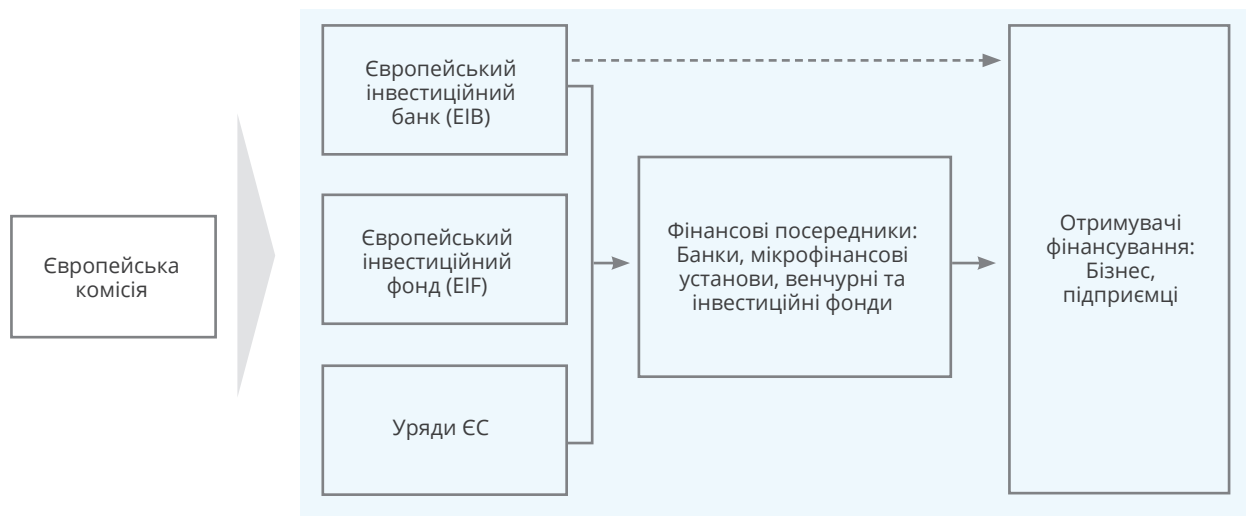 Європейська
комісія
Європейський
інвестиційний
банк (EIB)
Європейський
інвестиційний
фонд (EIF)
Уряди ЄС
Фінансові посередники:
Банки, мікрофінансові
установи, венчурні та
інвестиційні фонди
Отримувачі
фінансування:
Бізнес,
підприємці